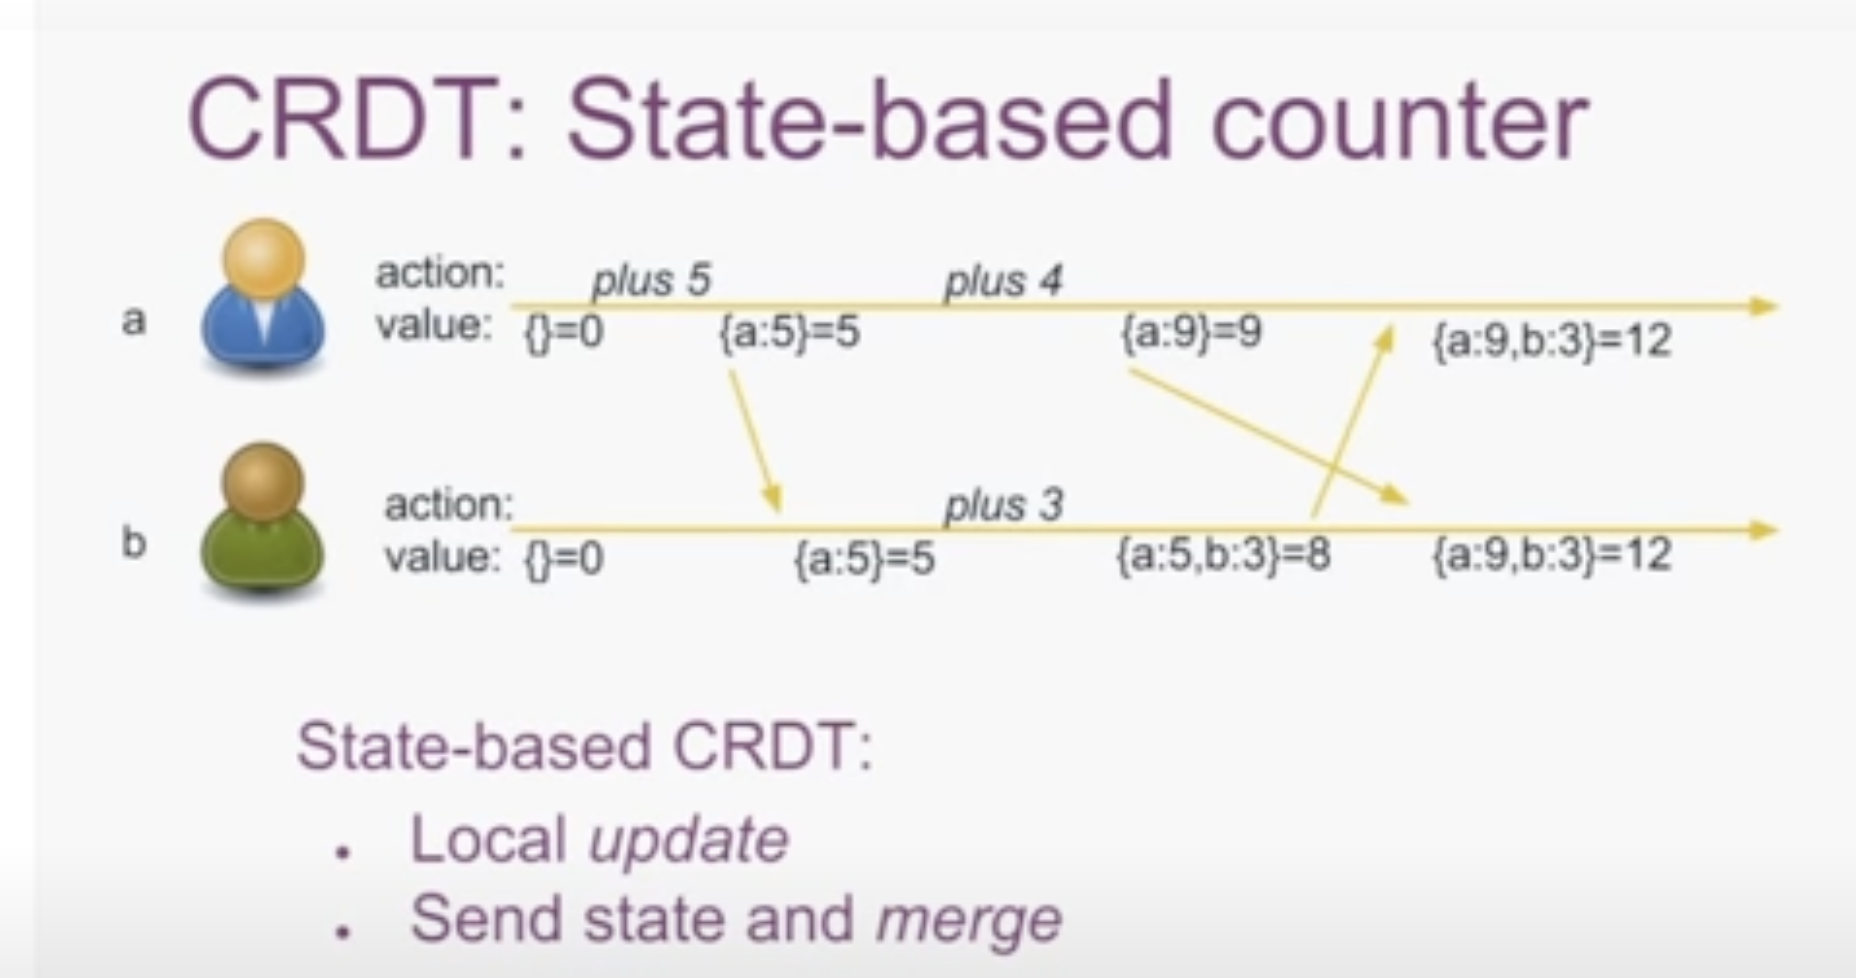 CRDT: State-based counter
a
action: plus 5 plus 4
value: {}=0 {a:5}=5 {a:9}=9 {a:9,b:3}=12
b
action: plus 3
value: {}=0 {a:5}=5 {a:5,b:3}=8 {a:9,b:3}=12
State-based CRDT:
. Local update
. Send state and merge